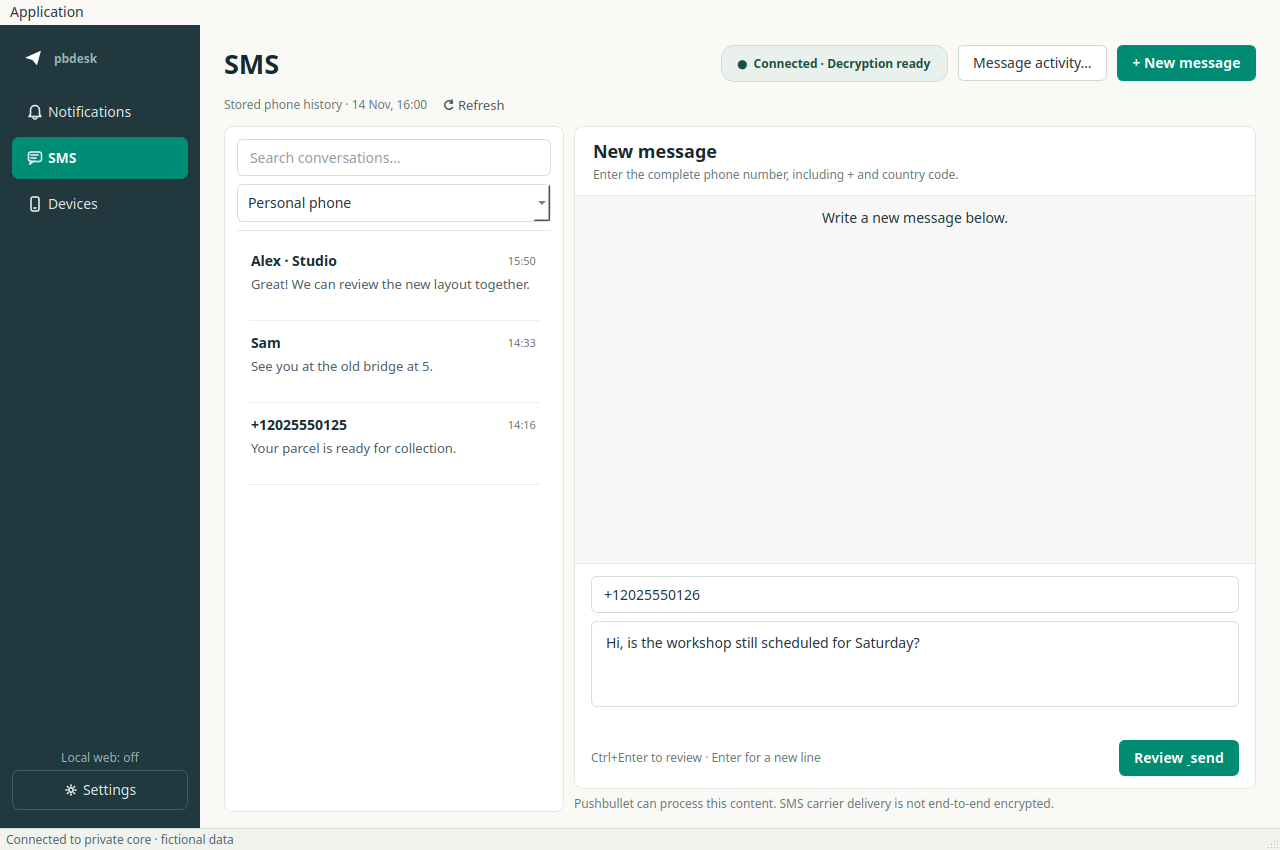 Application
pbdesk
Notifications
SMS
Devices
Local web: off
Settings
SMS
Connected · Decryption ready
Message activity...
+ New message
Stored phone history · 14 Nov, 16:00
Refresh
Search conversations...
Personal phone
Alex · Studio
15:50
Great! We can review the new layout together.
Sam
14:33
See you at the old bridge at 5.
+12025550125
14:16
Your parcel is ready for collection.
New message
Enter the complete phone number, including + and country code.
Write a new message below.
+12025550126
Hi, is the workshop still scheduled for Saturday?
Ctrl+Enter to review · Enter for a new line
Review _send
Pushbullet can process this content. SMS carrier delivery is not end-to-end encrypted.
Connected to private core · fictional data